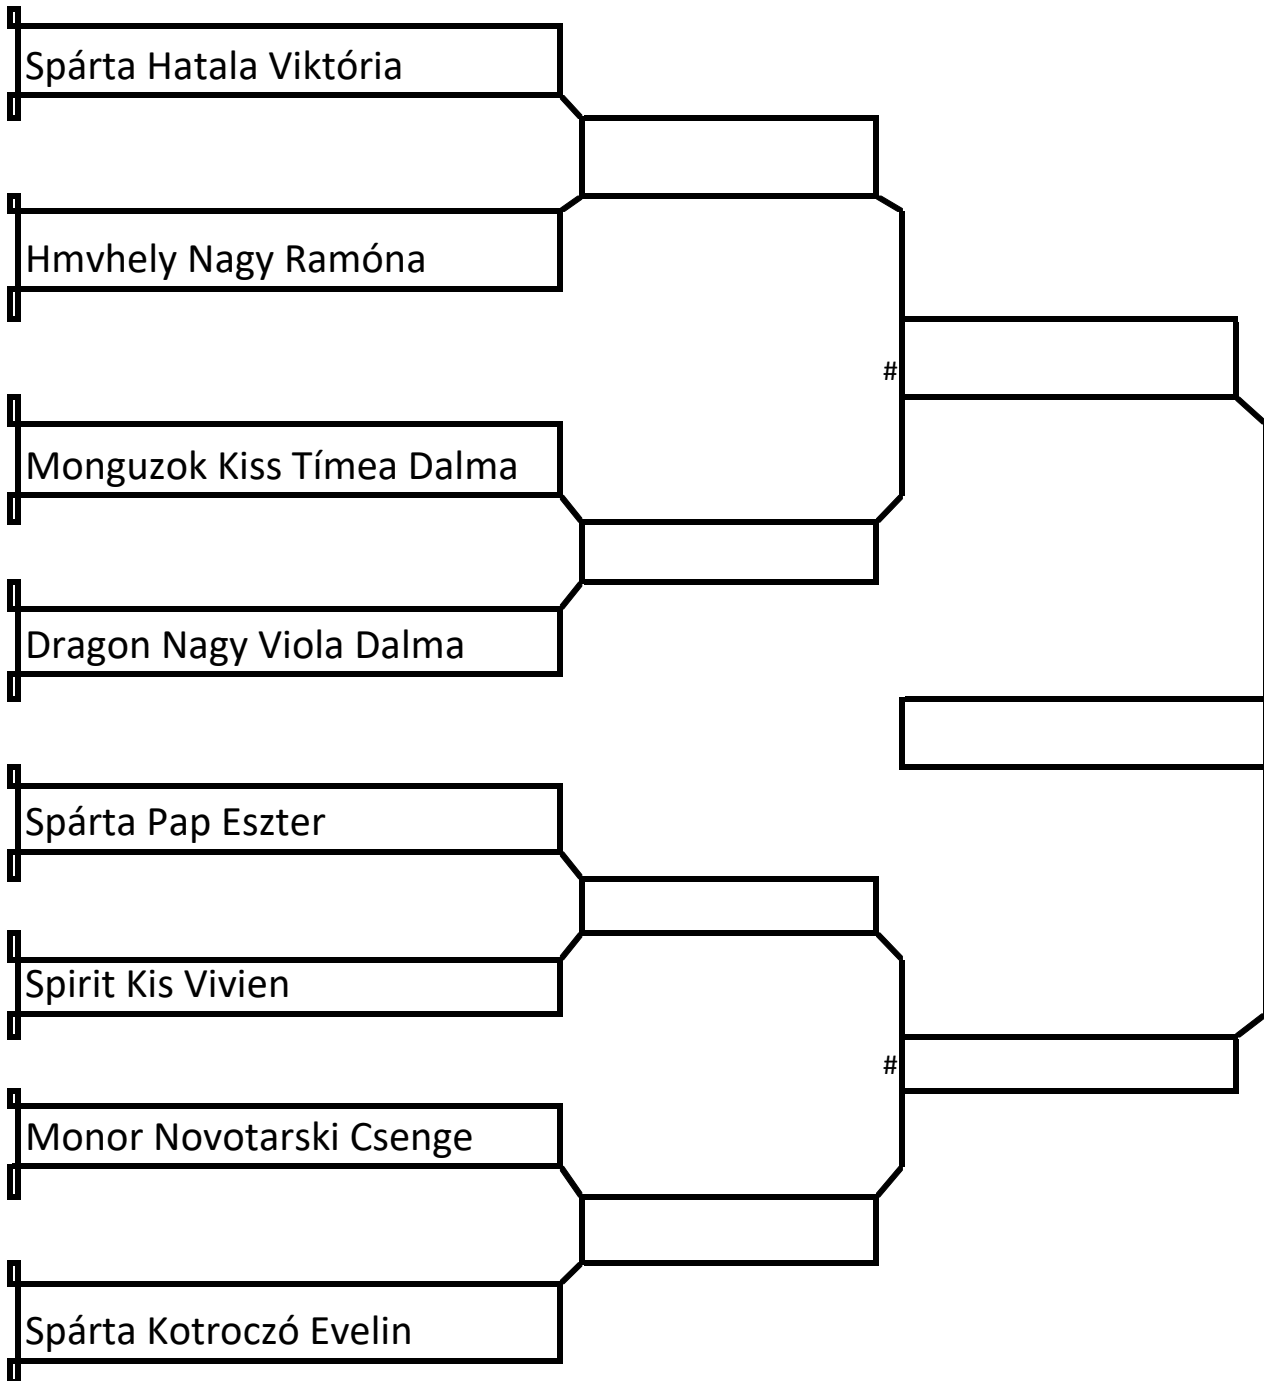 Spárta Hatala Viktória
Hmvhely Nagy Ramóna
#
Monguzok Kiss Tímea Dalma
Dragon Nagy Viola Dalma
Spárta Pap Eszter
Spirit Kis Vivien
#
Monor Novotarski Csenge
Spárta Kotroczó Evelin